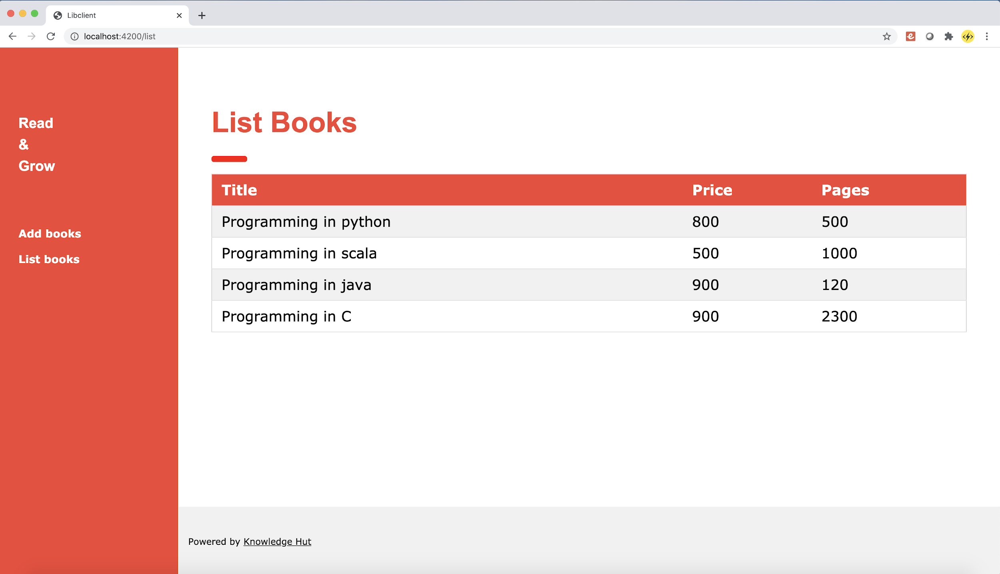 Libclient
localhost:4200/list
Read
&
Grow
Add books
List books
List Books
Title Price Pages
Programming in python 800 500
Programming in scala 500 1000
Programming in java 900 120
Programming in C 900 2300
Powered by Knowledge Hut